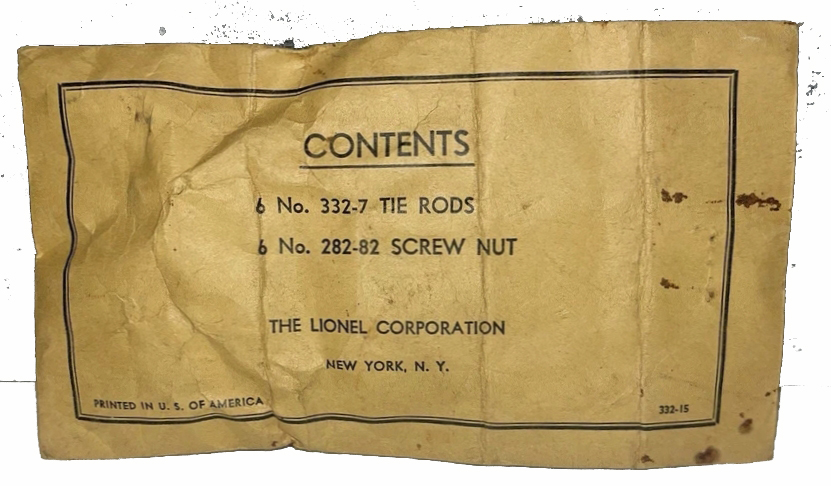 CONTENTS
6 No. 332-7 TIE RODS
6 No. 282-82 SCREW NUT
THE LIONEL CORPORATION
NEW YORK, N. Y.
PRINTED IN U. S. OF AMERICA
332-15